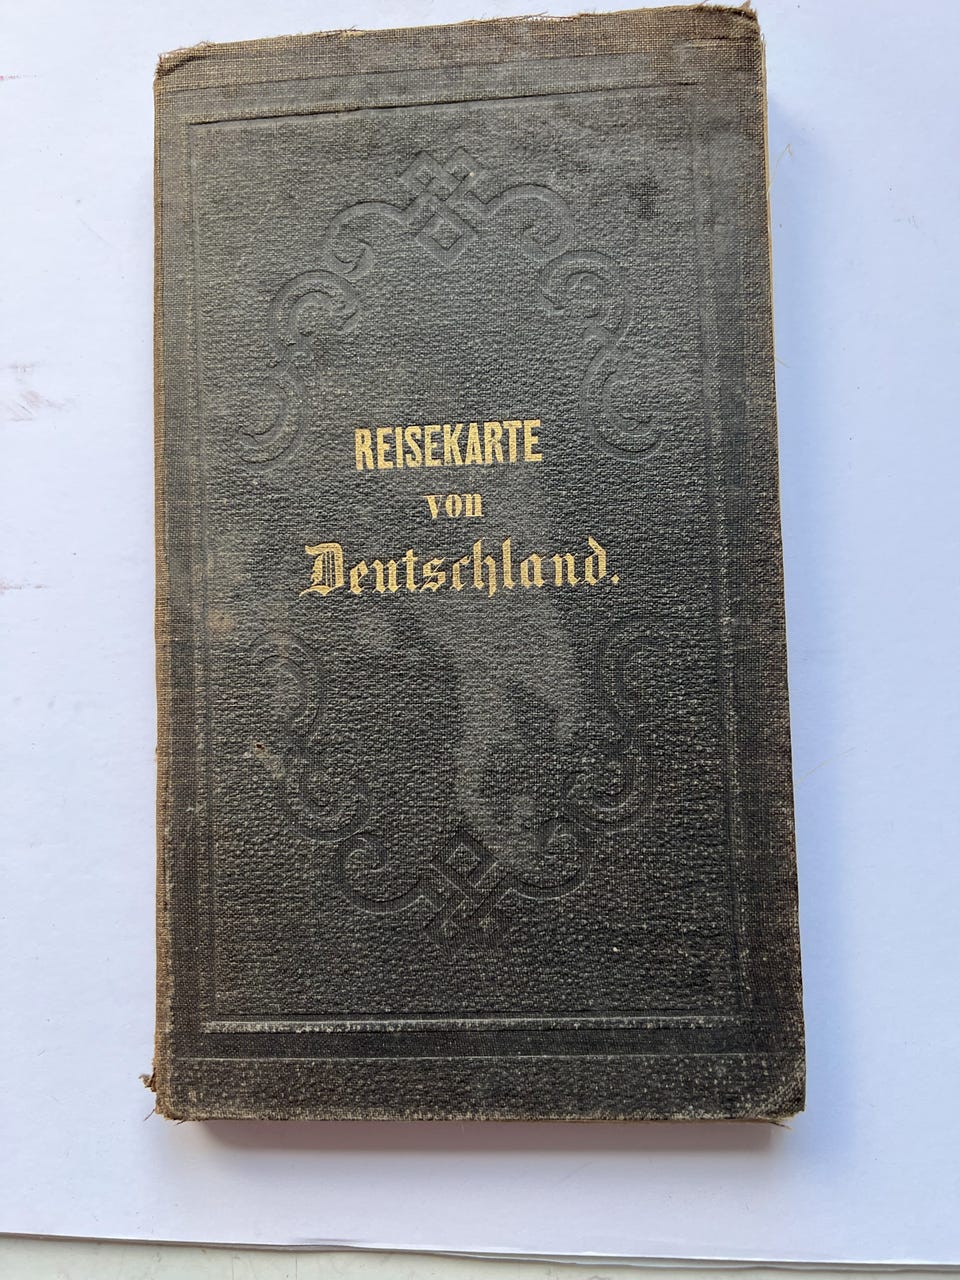 REISEKARTE
von
Deutschland.